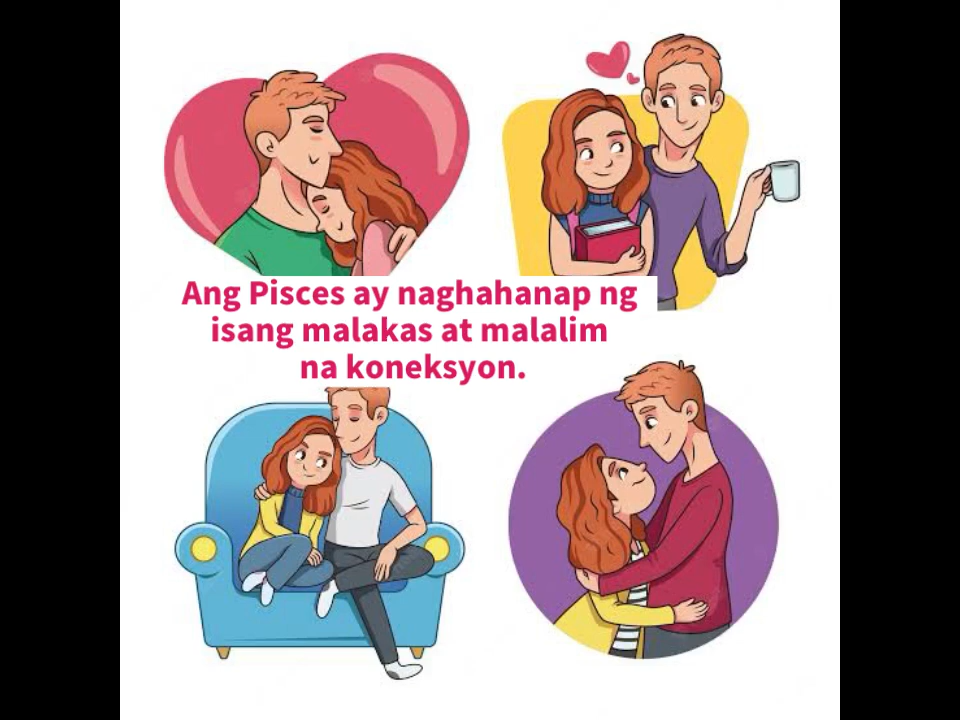 Ang Pisces ay naghahanap ng
isang malakas at malalim
na koneksyon.